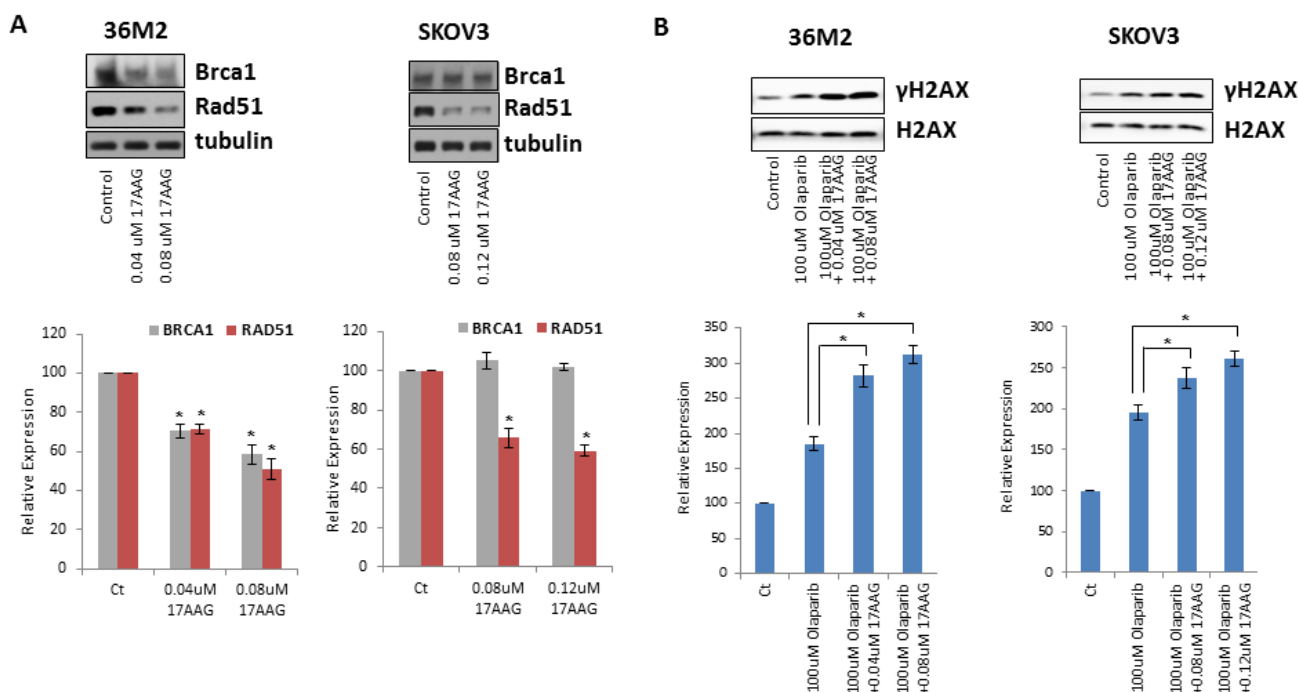 A
36M2
Brca1
Rad51
tubulin
Control
0.04 uM 17AAG
0.08 uM 17AAG
SKOV3
Brca1
Rad51
tubulin
Control
0.08 uM 17AAG
0.12 uM 17AAG
BRCA1 RAD51
120
100
80
60
40
20
0
Relative Expression
* *
* *
Ct
0.04uM
17AAG
0.08uM
17AAG
BRCA1 RAD51
120
100
80
60
40
20
0
Relative Expression
*
*
Ct
0.08uM
17AAG
0.12uM
17AAG
B
36M2
γH2AX
H2AX
Control
100 uM Olaparib
100uM Olaparib
+ 0.04 uM 17AAG
100 uM Olaparib
+ 0.08uM 17AAG
SKOV3
γH2AX
H2AX
Control
100 uM Olaparib
100uM Olaparib
+ 0.08uM 17AAG
100 uM Olaparib
+ 0.12uM 17AAG
350
300
250
200
150
100
50
0
Relative Expression
*
*
Ct
100uM Olaparib
100uM Olaparib
+0.04uM 17AAG
100uM Olaparib
+0.08uM 17AAG
300
250
200
150
100
50
0
Relative Expression
*
*
Ct
100uM Olaparib
100uM Olaparib
+0.08uM 17AAG
100uM Olaparib
+0.12uM 17AAG